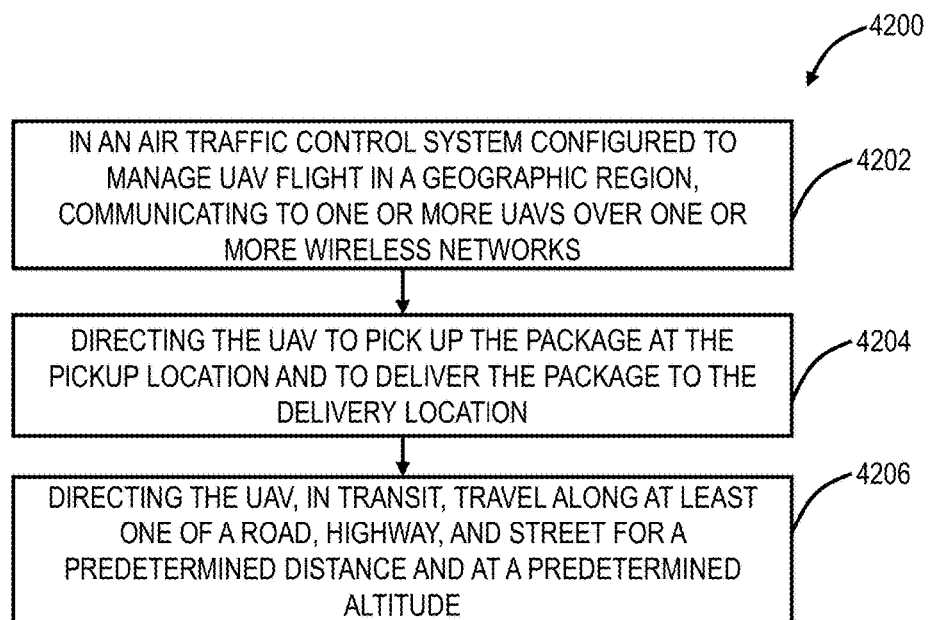 4200
IN AN AIR TRAFFIC CONTROL SYSTEM CONFIGURED TO
MANAGE UAV FLIGHT IN A GEOGRAPHIC REGION,
COMMUNICATING TO ONE OR MORE UAVS OVER ONE OR
MORE WIRELESS NETWORKS
4202
DIRECTING THE UAV TO PICK UP THE PACKAGE AT THE
PICKUP LOCATION AND TO DELIVER THE PACKAGE TO THE
DELIVERY LOCATION
4204
DIRECTING THE UAV, IN TRANSIT, TRAVEL ALONG AT LEAST
ONE OF A ROAD, HIGHWAY, AND STREET FOR A
PREDETERMINED DISTANCE AND AT A PREDETERMINED
ALTITUDE
4206